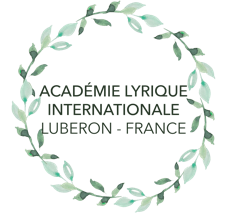 ACADÉMIE LYRIQUE
INTERNATIONALE
LUBERON - FRANCE